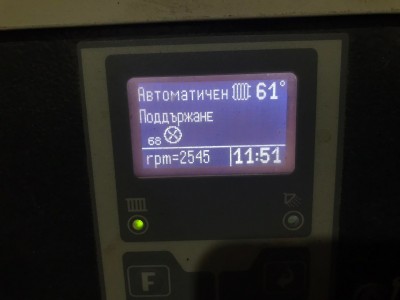 Автоматичен 61°
Поддържане
68
rpm=2545 11:51
F